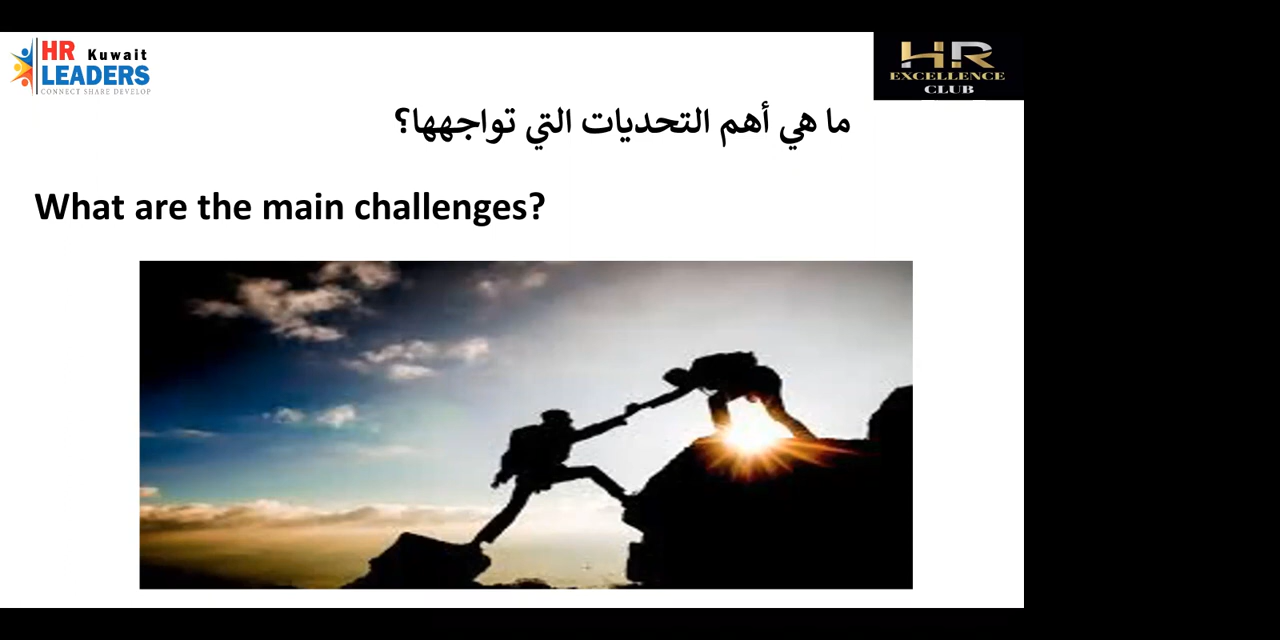 HR Kuwait
LEADERS
CONNECT SHARE DEVELOP
HR
EXCELLENCE
CLUB
ما هي أهم التحديات التي تواجهها؟
What are the main challenges?